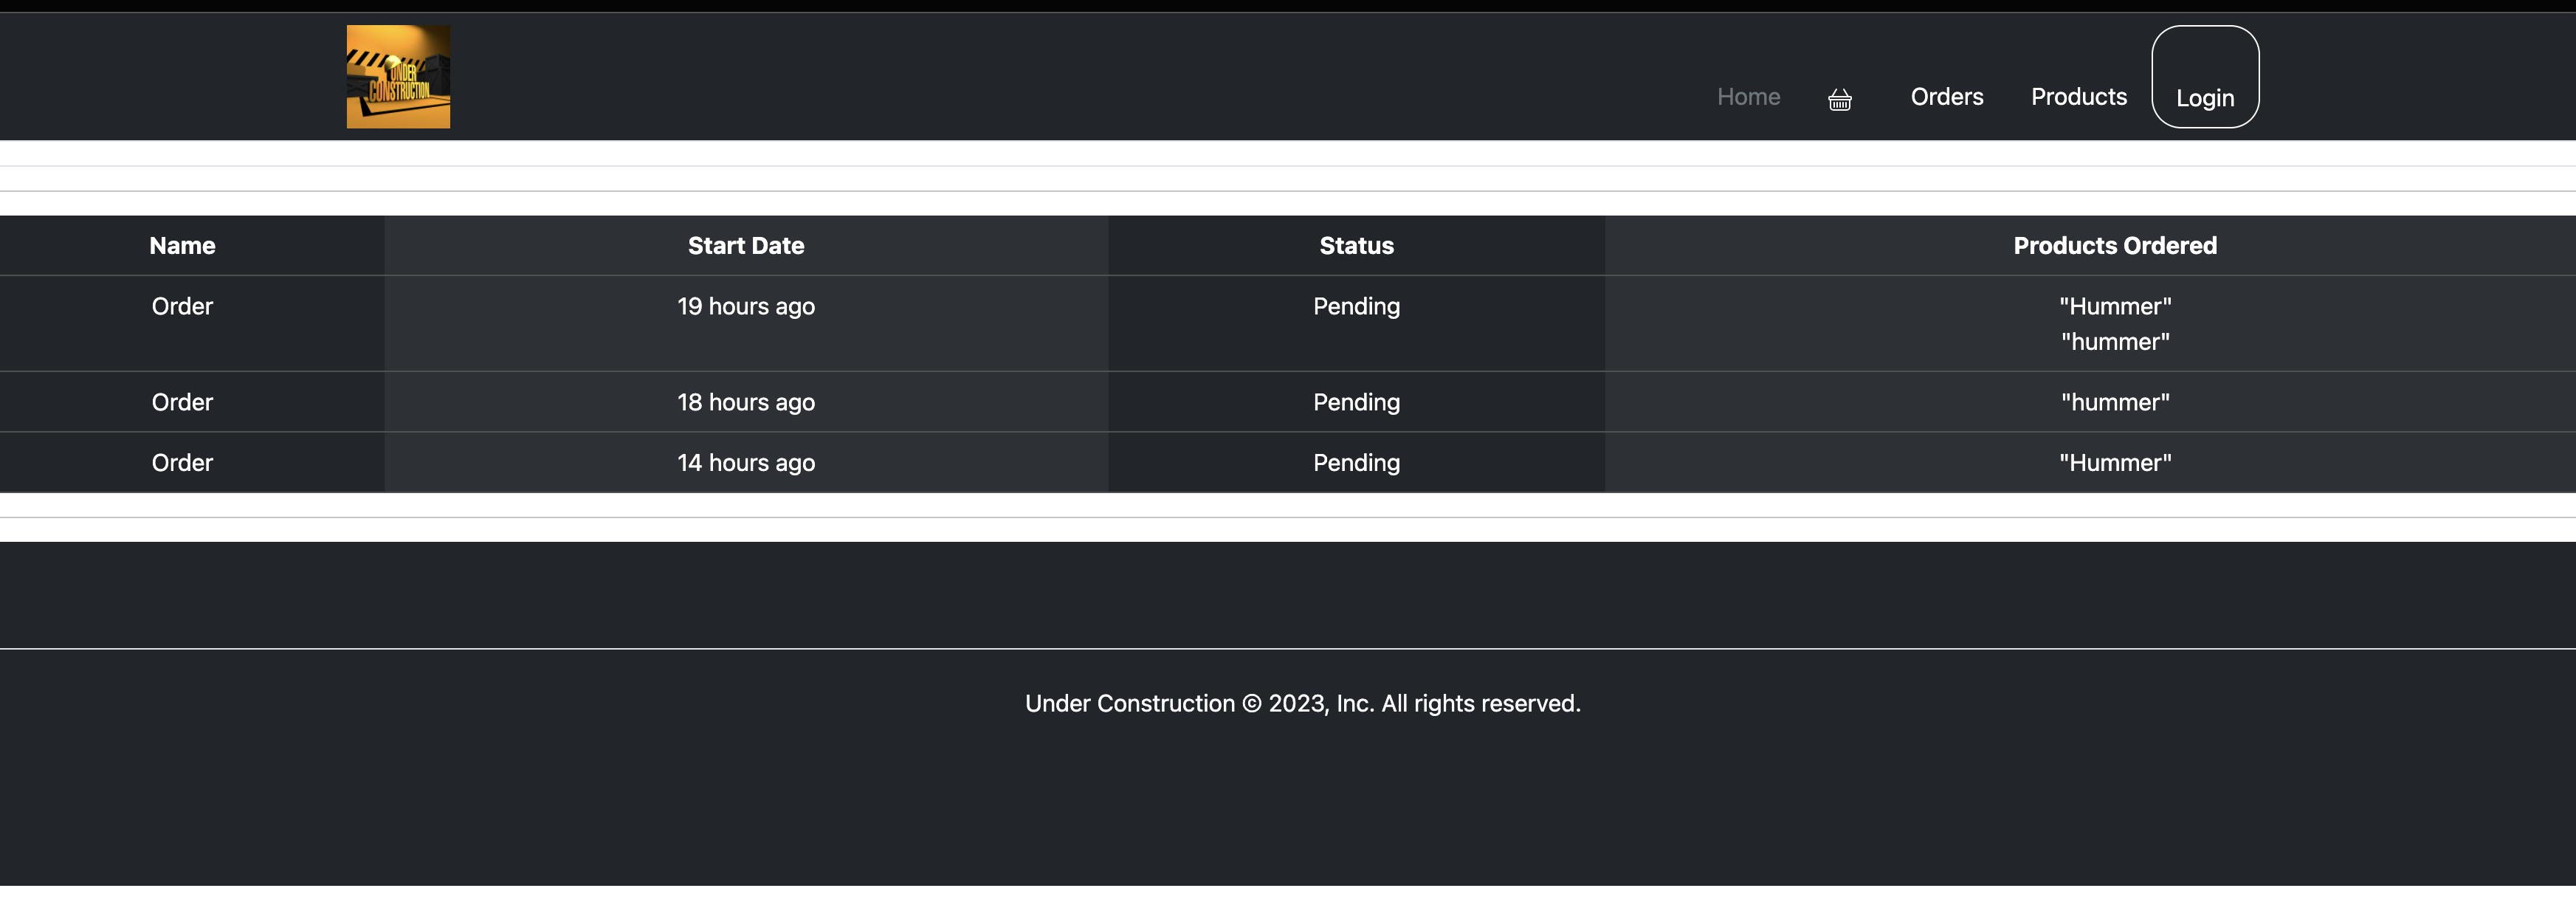 UNDER
CONSTRUCTION
Home Orders Products Login
Name Start Date Status Products Ordered
Order 19 hours ago Pending "Hummer"
"hummer"
Order 18 hours ago Pending "hummer"
Order 14 hours ago Pending "Hummer"
Under Construction © 2023, Inc. All rights reserved.